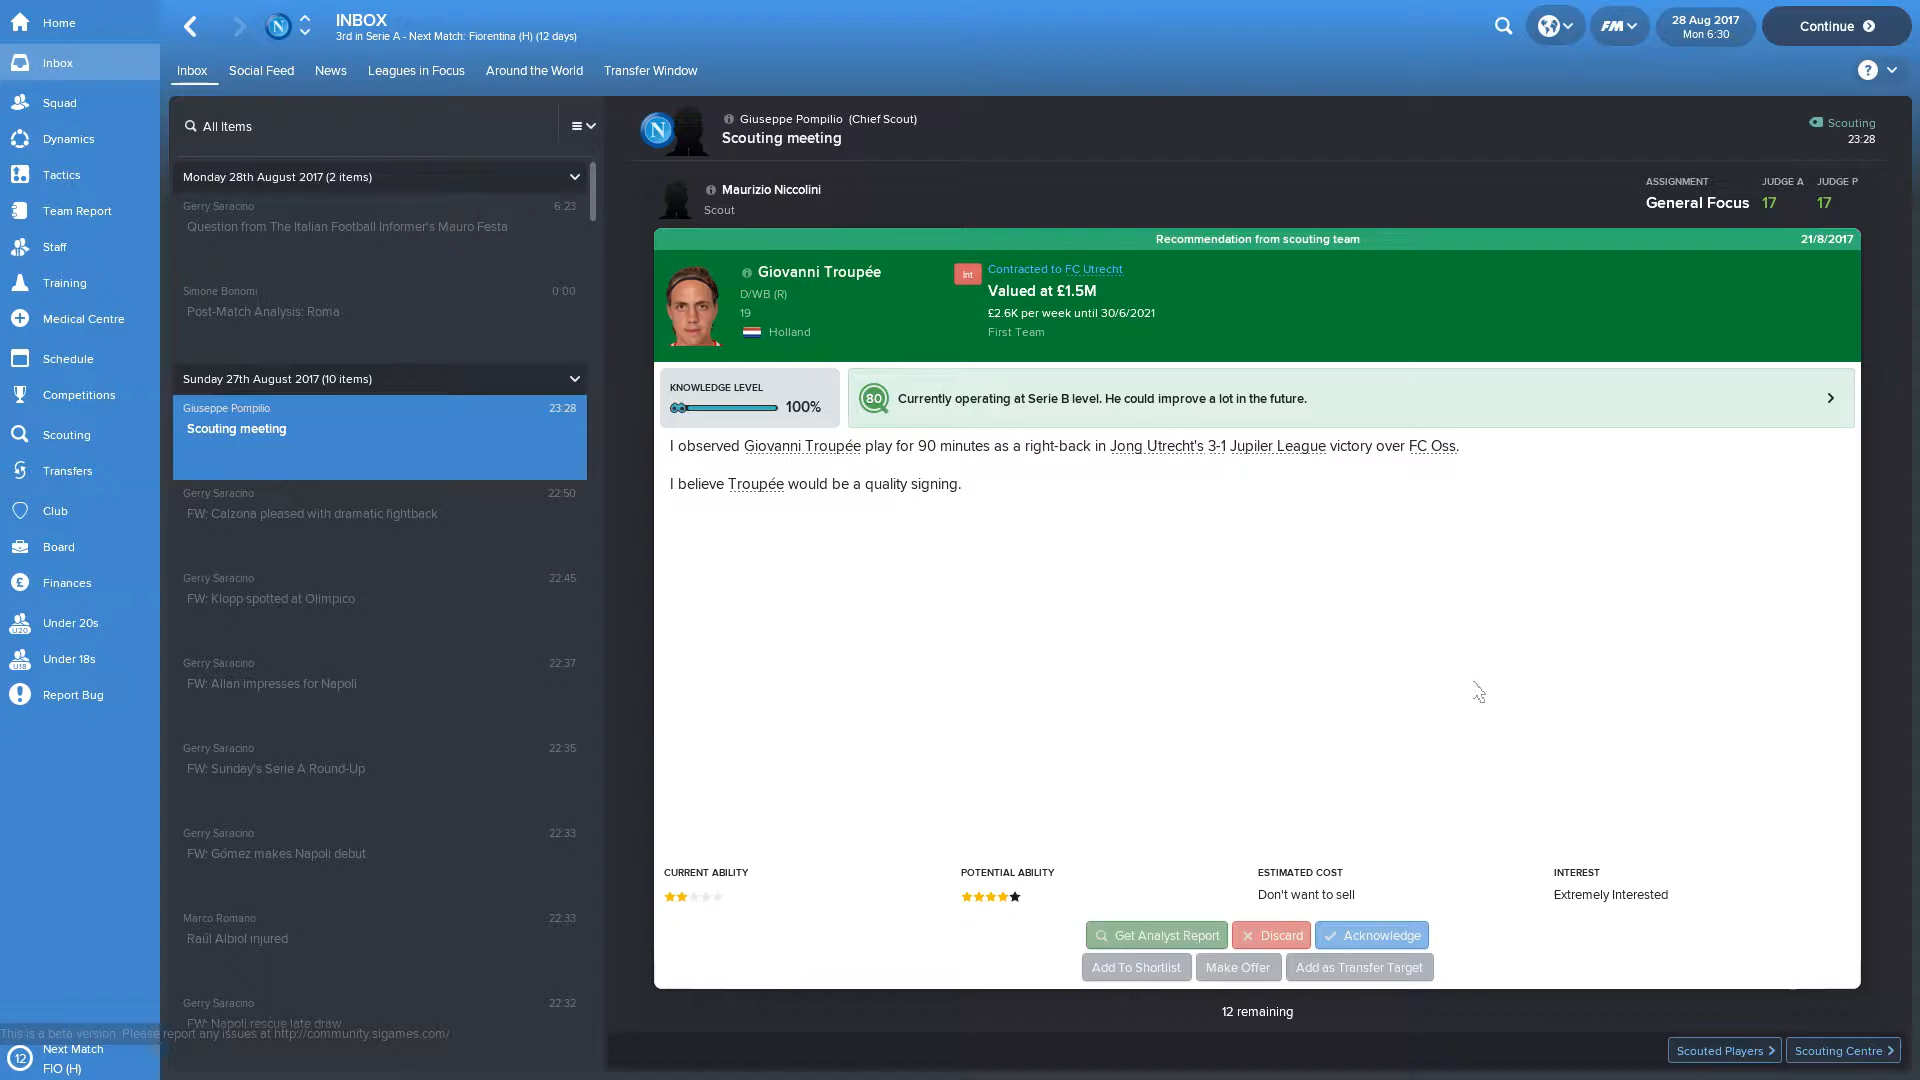 Home
Inbox
Squad
Dynamics
Tactics
Team Report
Staff
Training
Medical Centre
Schedule
Competitions
Scouting
Transfers
Club
Board
Finances
U20
Under 20s
U18
Under 18s
Report Bug
This is a beta version. Please report any issues at http://community.sigames.com/
12
Next Match
FIO (H)
N
INBOX
3rd in Serie A - Next Match: Fiorentina (H) (12 days)
FM
28 Aug 2017
Mon 6:30
Continue
Inbox
Social Feed
News
Leagues in Focus
Around the World
Transfer Window
?
All Items
Monday 28th August 2017 (2 items)
Gerry Saracino 6:23
Question from The Italian Football Informer's Mauro Festa
Simone Bonomi 0:00
Post-Match Analysis: Roma
Sunday 27th August 2017 (10 items)
Giuseppe Pompilio 23:28
Scouting meeting
Gerry Saracino 22:50
FW: Calzona pleased with dramatic fightback
Gerry Saracino 22:45
FW: Klopp spotted at Olimpico
Gerry Saracino 22:37
FW: Allan impresses for Napoli
Gerry Saracino 22:35
FW: Sunday's Serie A Round-Up
Gerry Saracino 22:33
FW: Gómez makes Napoli debut
Marco Romano 22:33
Raúl Albiol injured
Gerry Saracino 22:32
FW: Napoli rescue late draw
N
Giuseppe Pompilio (Chief Scout)
Scouting meeting
Scouting
23:28
Maurizio Niccolini
Scout
ASSIGNMENT JUDGE A JUDGE P
General Focus 17 17
Recommendation from scouting team 21/8/2017
Giovanni Troupée
D/WB (R)
19
Holland
Int
Contracted to FC Utrecht
Valued at £1.5M
£2.6K per week until 30/6/2021
First Team
KNOWLEDGE LEVEL
100%
80
Currently operating at Serie B level. He could improve a lot in the future.
I observed Giovanni Troupée play for 90 minutes as a right-back in Jong Utrecht's 3-1 Jupiler League victory over FC Oss.
I believe Troupée would be a quality signing.
CURRENT ABILITY
POTENTIAL ABILITY
ESTIMATED COST
Don't want to sell
INTEREST
Extremely Interested
Get Analyst Report
Discard
Acknowledge
Add To Shortlist
Make Offer
Add as Transfer Target
12 remaining
Scouted Players
Scouting Centre